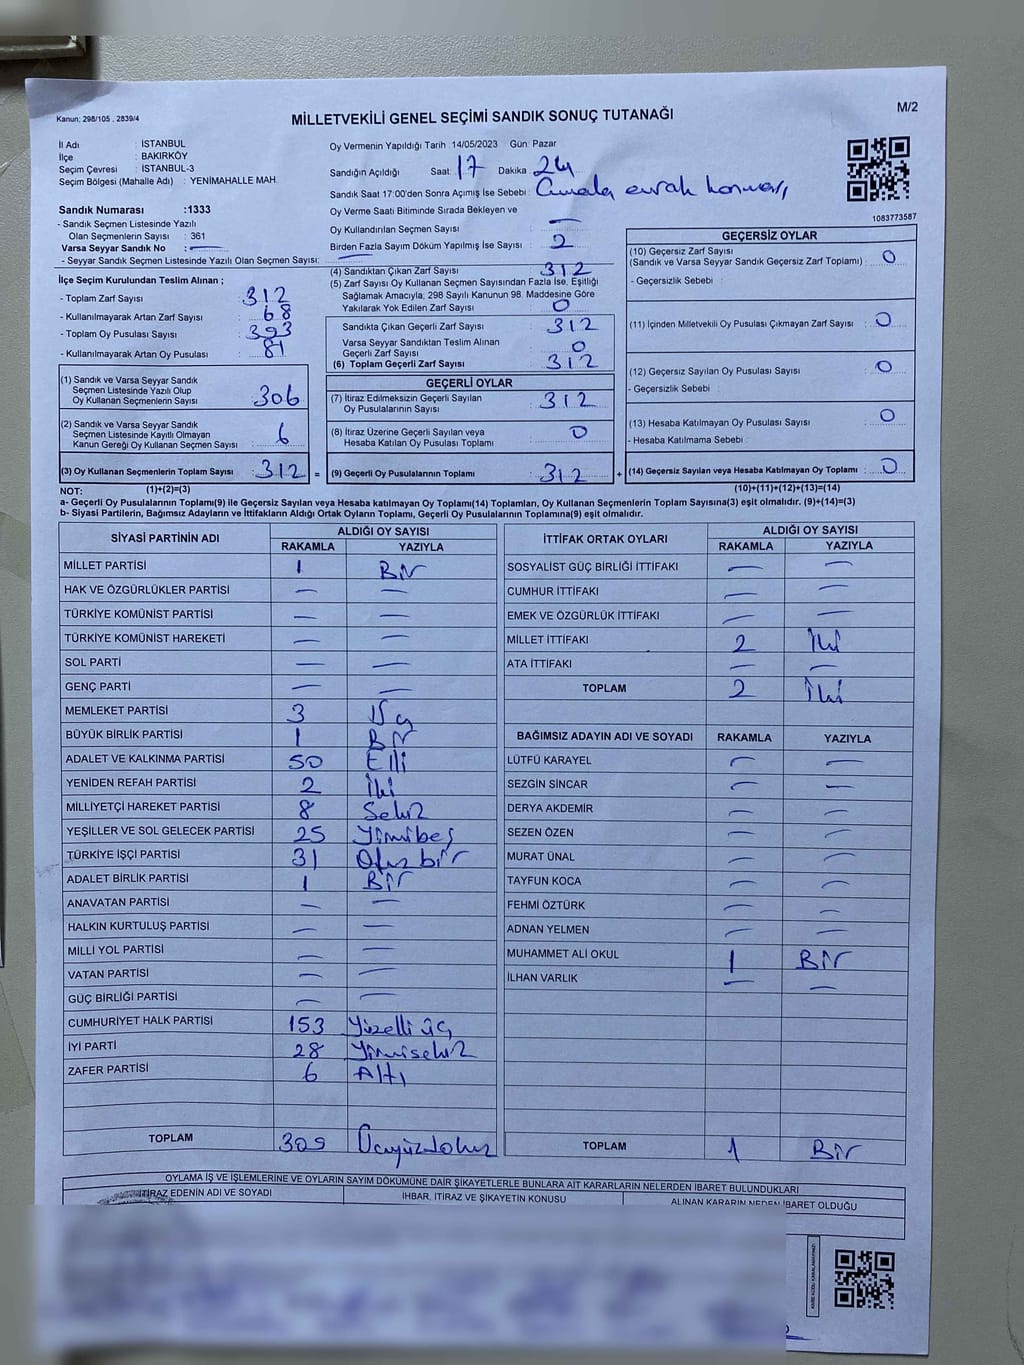 Kanun; 298/105 , 2839/4
MİLLETVEKİLİ GENEL SEÇİMİ SANDIK SONUÇ TUTANAĞI
M/2
İl Adı : İSTANBUL
İlçe : BAKIRKÖY
Seçim Çevresi : İSTANBUL-3
Seçim Bölgesi (Mahalle Adı) : YENİMAHALLE MAH.
Sandık Numarası :1333
- Sandık Seçmen Listesinde Yazılı
Olan Seçmenlerin Sayısı : 361
Varsa Seyyar Sandık No : —
- Seyyar Sandık Seçmen Listesinde Yazılı Olan Seçmen Sayısı: —
Oy Vermenin Yapıldığı Tarih :14/05/2023 Gün: Pazar
Sandığın Açıldığı Saat 17 Dakika : 24
Sandık Saat 17:00'den Sonra Açımış İse Sebebi : evrak
Oy Verme Saati Bitiminde Sırada Bekleyen ve
Oy Kullandırılan Seçmen Sayısı : —
Birden Fazla Sayım Döküm Yapılmış İse Sayısı : 2
1083773587
İlçe Seçim Kurulundan Teslim Alınan ;
- Toplam Zarf Sayısı : 312
- Kullanılmayarak Artan Zarf Sayısı : 68
- Toplam Oy Pusulası Sayısı : 393
- Kullanılmayarak Artan Oy Pusulası : 81
(1) Sandık ve Varsa Seyyar Sandık
Seçmen Listesinde Yazılı Olup
Oy Kullanan Seçmenlerin Sayısı : 306
(2) Sandık ve Varsa Seyyar Sandık
Seçmen Listesinde Kayıtlı Olmayan
Kanun Gereği Oy Kullanan Seçmen Sayısı : 6
(3) Oy Kullanan Seçmenlerin Toplam Sayısı : 312 =
(1)+(2)=(3)
(4) Sandıktan Çıkan Zarf Sayısı : 312
(5) Zarf Sayısı Oy Kullanan Seçmen Sayısından Fazla İse, Eşitliği
Sağlamak Amacıyla; 298 Sayılı Kanunun 98. Maddesine Göre
Yakılarak Yok Edilen Zarf Sayısı : 0
Sandıkta Çıkan Geçerli Zarf Sayısı : 312
Varsa Seyyar Sandıktan Teslim Alınan
Geçerli Zarf Sayısı : 0
(6) Toplam Geçerli Zarf Sayısı : 312
GEÇERLİ OYLAR
(7) İtiraz Edilmeksizin Geçerli Sayılan
Oy Pusulalarının Sayısı : 312
(8) İtiraz Üzerine Geçerli Sayılan veya
Hesaba Katılan Oy Pusulası Toplamı : 0
(9) Geçerli Oy Pusulalarının Toplamı : 312 +
GEÇERSİZ OYLAR
(10) Geçersiz Zarf Sayısı
(Sandık ve Varsa Seyyar Sandık Geçersiz Zarf Toplamı) : 0
- Geçersizlik Sebebi :
(11) İçinden Milletvekili Oy Pusulası Çıkmayan Zarf Sayısı : 0
(12) Geçersiz Sayılan Oy Pusulası Sayısı : 0
- Geçersizlik Sebebi :
(13) Hesaba Katılmayan Oy Pusulası Sayısı : 0
- Hesaba Katılmama Sebebi :
(14) Geçersiz Sayılan veya Hesaba Katılmayan Oy Toplamı : 0
(10)+(11)+(12)+(13)=(14)
NOT:
a- Geçerli Oy Pusulalarının Toplamı(9) ile Geçersiz Sayılan veya Hesaba katılmayan Oy Toplamı(14) Toplamları, Oy Kullanan Seçmenlerin Toplam Sayısına(3) eşit olmalıdır. (9)+(14)=(3)
b- Siyasi Partilerin, Bağımsız Adayların ve İttifakların Aldığı Ortak Oyların Toplamı, Geçerli Oy Pusulalarının Toplamına(9) eşit olmalıdır.
SİYASİ PARTİNİN ADI ALDIĞI OY SAYISI
RAKAMLA YAZIYLA
MİLLET PARTİSİ 1 Bir
HAK VE ÖZGÜRLÜKLER PARTİSİ — —
TÜRKİYE KOMÜNİST PARTİSİ — —
TÜRKİYE KOMÜNİST HAREKETİ — —
SOL PARTİ — —
GENÇ PARTİ — —
MEMLEKET PARTİSİ 3 Üç
BÜYÜK BİRLİK PARTİSİ 1 Bir
ADALET VE KALKINMA PARTİSİ 50 Elli
YENİDEN REFAH PARTİSİ 2 İki
MİLLİYETÇİ HAREKET PARTİSİ 8 Sekiz
YEŞİLLER VE SOL GELECEK PARTİSİ 25 Yirmibeş
TÜRKİYE İŞÇİ PARTİSİ 31 Otuz bir
ADALET BİRLİK PARTİSİ 1 Bir
ANAVATAN PARTİSİ — —
HALKIN KURTULUŞ PARTİSİ — —
MİLLİ YOL PARTİSİ — —
VATAN PARTİSİ — —
GÜÇ BİRLİĞİ PARTİSİ — —
CUMHURİYET HALK PARTİSİ 153 Yüzelli üç
İYİ PARTİ 28 Yirmisekiz
ZAFER PARTİSİ 6 Altı
TOPLAM 309 Üçyüzdokuz
İTTİFAK ORTAK OYLARI ALDIĞI OY SAYISI
RAKAMLA YAZIYLA
SOSYALİST GÜÇ BİRLİĞİ İTTİFAKI — —
CUMHUR İTTİFAKI — —
EMEK VE ÖZGÜRLÜK İTTİFAKI — —
MİLLET İTTİFAKI 2 İki
ATA İTTİFAKI — —
TOPLAM 2 İki
BAĞIMSIZ ADAYIN ADI VE SOYADI RAKAMLA YAZIYLA
LÜTFÜ KARAYEL — —
SEZGİN SİNCAR — —
DERYA AKDEMİR — —
SEZEN ÖZEN — —
MURAT ÜNAL — —
TAYFUN KOCA — —
FEHMİ ÖZTÜRK — —
ADNAN YELMEN — —
MUHAMMET ALİ OKUL 1 Bir
İLHAN VARLIK — —
TOPLAM 1 Bir
OYLAMA İŞ VE İŞLEMLERİNE VE OYLARIN SAYIM DÖKÜMÜNE DAİR ŞİKAYETLERLE BUNLARA AİT KARARLARIN NELERDEN İBARET BULUNDUKLARI
İTİRAZ EDENİN ADI VE SOYADI İHBAR, İTİRAZ VE ŞİKAYETİN KONUSU ALINAN KARARIN NEDEN İBARET OLDUĞU